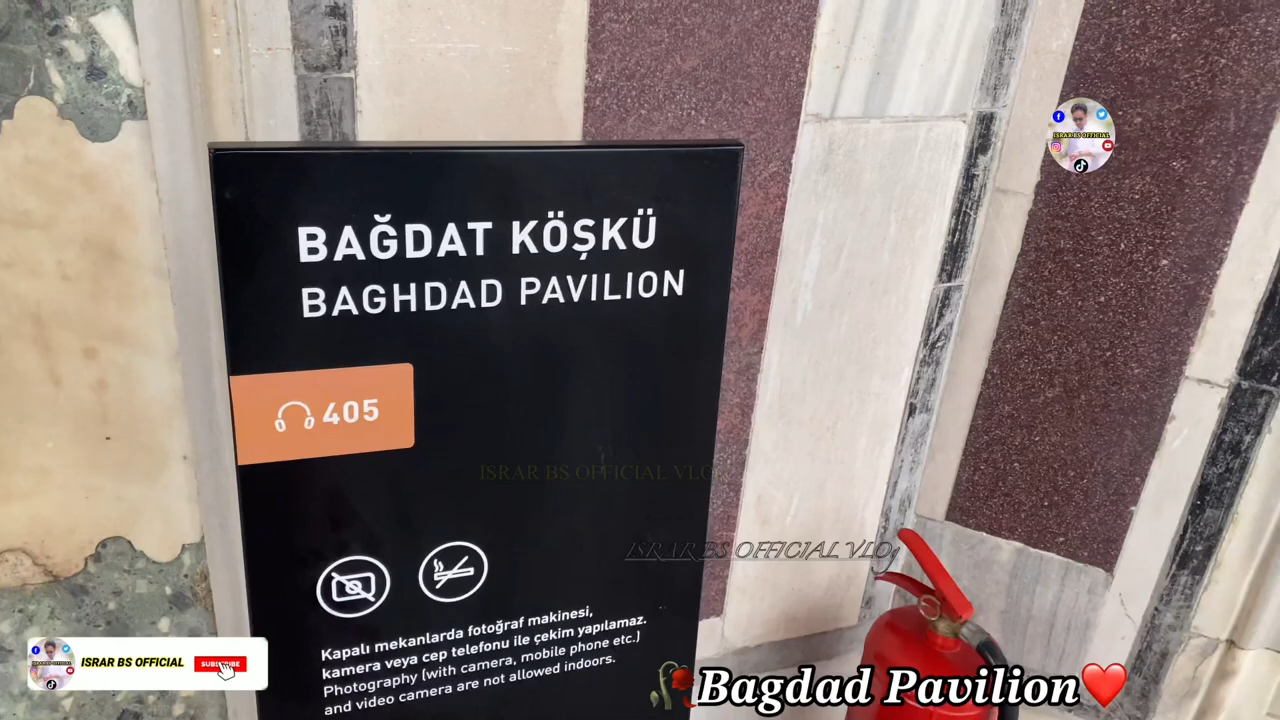 BAĞDAT KÖŞKÜ
BAGHDAD PAVILION
ISRAR BS OFFICIAL
405
ISRAR BS OFFICIAL VLO
ISRAR BS OFFICIAL VLOg
Kapalı mekanlarda fotoğraf makinesi,
kamera veya cep telefonu ile çekim yapılamaz.
Photography (with camera, mobile phone etc.)
and video camera are not allowed indoors.
ISRAR BS OFFICIAL
SUBSCRIBE
Bagdad Pavilion